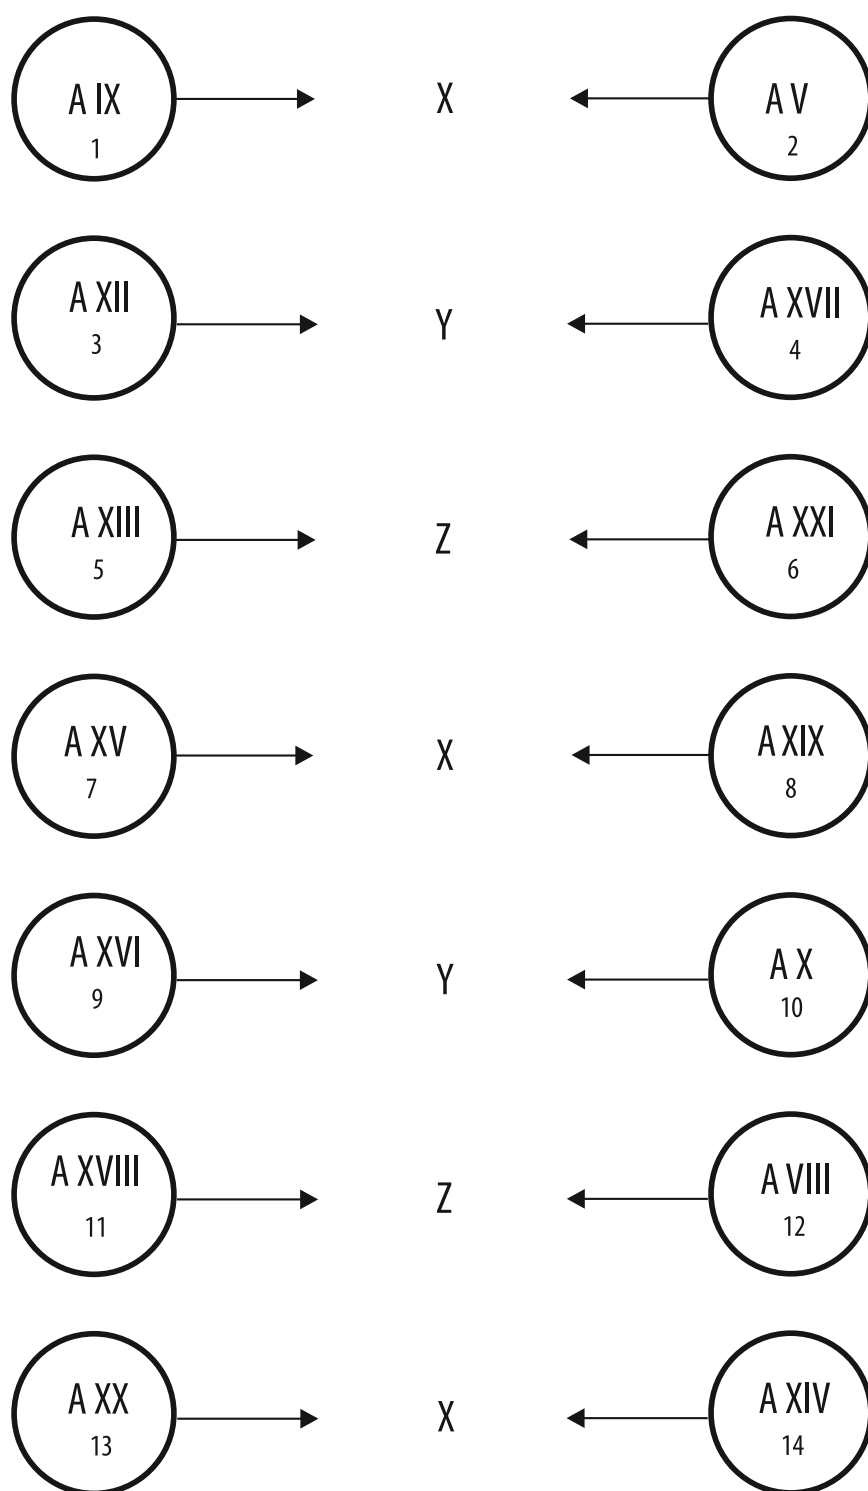 A IX X A V
1 2
A XII Y A XVII
3 4
A XIII Z A XXI
5 6
A XV X A XIX
7 8
A XVI Y A X
9 10
A XVIII Z A VIII
11 12
A XX X A XIV
13 14